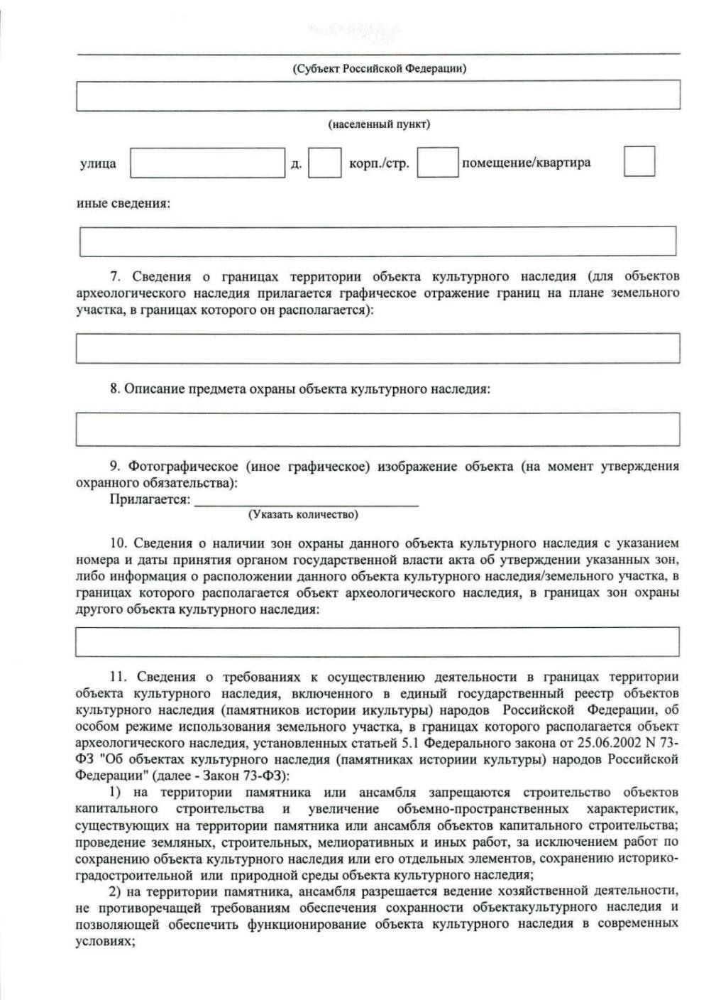 (Субъект Российской Федерации)
(населенный пункт)
улица д. корп./стр. помещение/квартира
иные сведения:
7. Сведения о границах территории объекта культурного наследия (для объектов
археологического наследия прилагается графическое отражение границ на плане земельного
участка, в границах которого он располагается):
8. Описание предмета охраны объекта культурного наследия:
9. Фотографическое (иное графическое) изображение объекта (на момент утверждения
охранного обязательства):
Прилагается:
(Указать количество)
10. Сведения о наличии зон охраны данного объекта культурного наследия с указанием
номера и даты принятия органом государственной власти акта об утверждении указанных зон,
либо информация о расположении данного объекта культурного наследия/земельного участка, в
границах которого располагается объект археологического наследия, в границах зон охраны
другого объекта культурного наследия:
11. Сведения о требованиях к осуществлению деятельности в границах территории
объекта культурного наследия, включенного в единый государственный реестр объектов
культурного наследия (памятников истории икультуры) народов Российской Федерации, об
особом режиме использования земельного участка, в границах которого располагается объект
археологического наследия, установленных статьей 5.1 Федерального закона от 25.06.2002 N 73-
ФЗ "Об объектах культурного наследия (памятниках историии культуры) народов Российской
Федерации" (далее - Закон 73-ФЗ):
1) на территории памятника или ансамбля запрещаются строительство объектов
капитального строительства и увеличение объемно-пространственных характеристик,
существующих на территории памятника или ансамбля объектов капитального строительства;
проведение земляных, строительных, мелиоративных и иных работ, за исключением работ по
сохранению объекта культурного наследия или его отдельных элементов, сохранению историко-
градостроительной или природной среды объекта культурного наследия;
2) на территории памятника, ансамбля разрешается ведение хозяйственной деятельности,
не противоречащей требованиям обеспечения сохранности объектакультурного наследия и
позволяющей обеспечить функционирование объекта культурного наследия в современных
условиях;